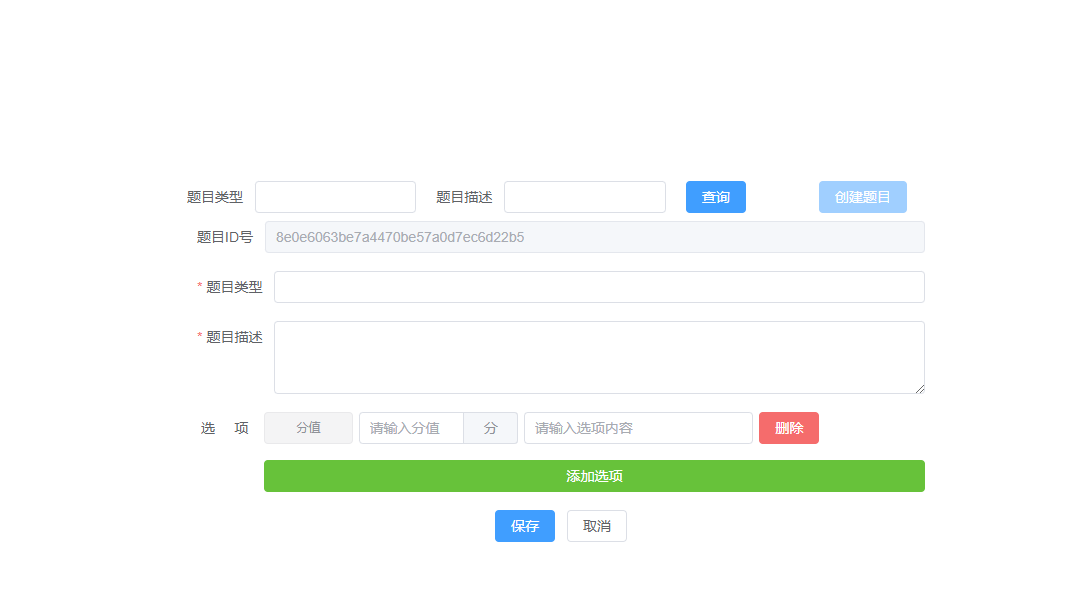 题目类型 题目描述 查询 创建题目
题目ID号 8e0e6063be7a4470be57a0d7ec6d22b5
* 题目类型
* 题目描述
选 项 分值 请输入分值 分 请输入选项内容 删除
添加选项
保存 取消